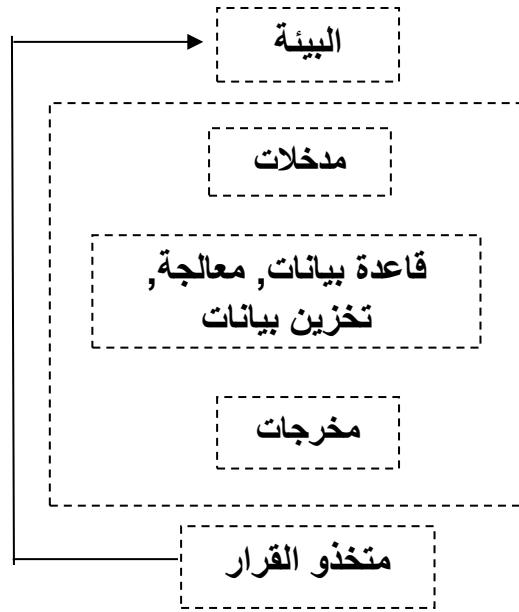 البيئة
مدخلات
قاعدة بيانات, معالجة,
تخزين بيانات
مخرجات
متخذو القرار